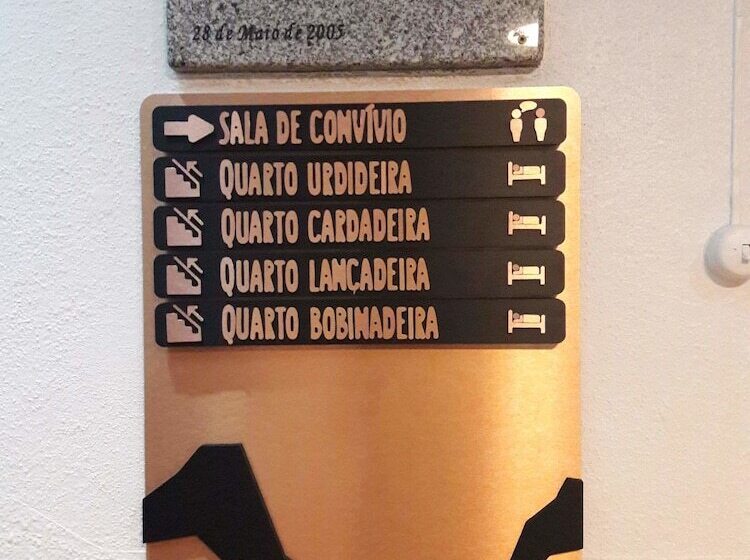 28 de Maio de 2005
SALA DE CONVÍVIO
QUARTO URDIDEIRA
QUARTO CARDADEIRA
QUARTO LANÇADEIRA
QUARTO BOBINADEIRA